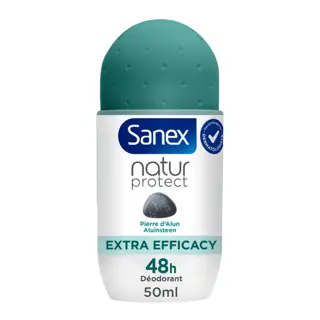 Sanex
natur
protect
Pierre d'Alun
Aluinsteen
EXTRA EFFICACY
48h
Déodorant
50ml